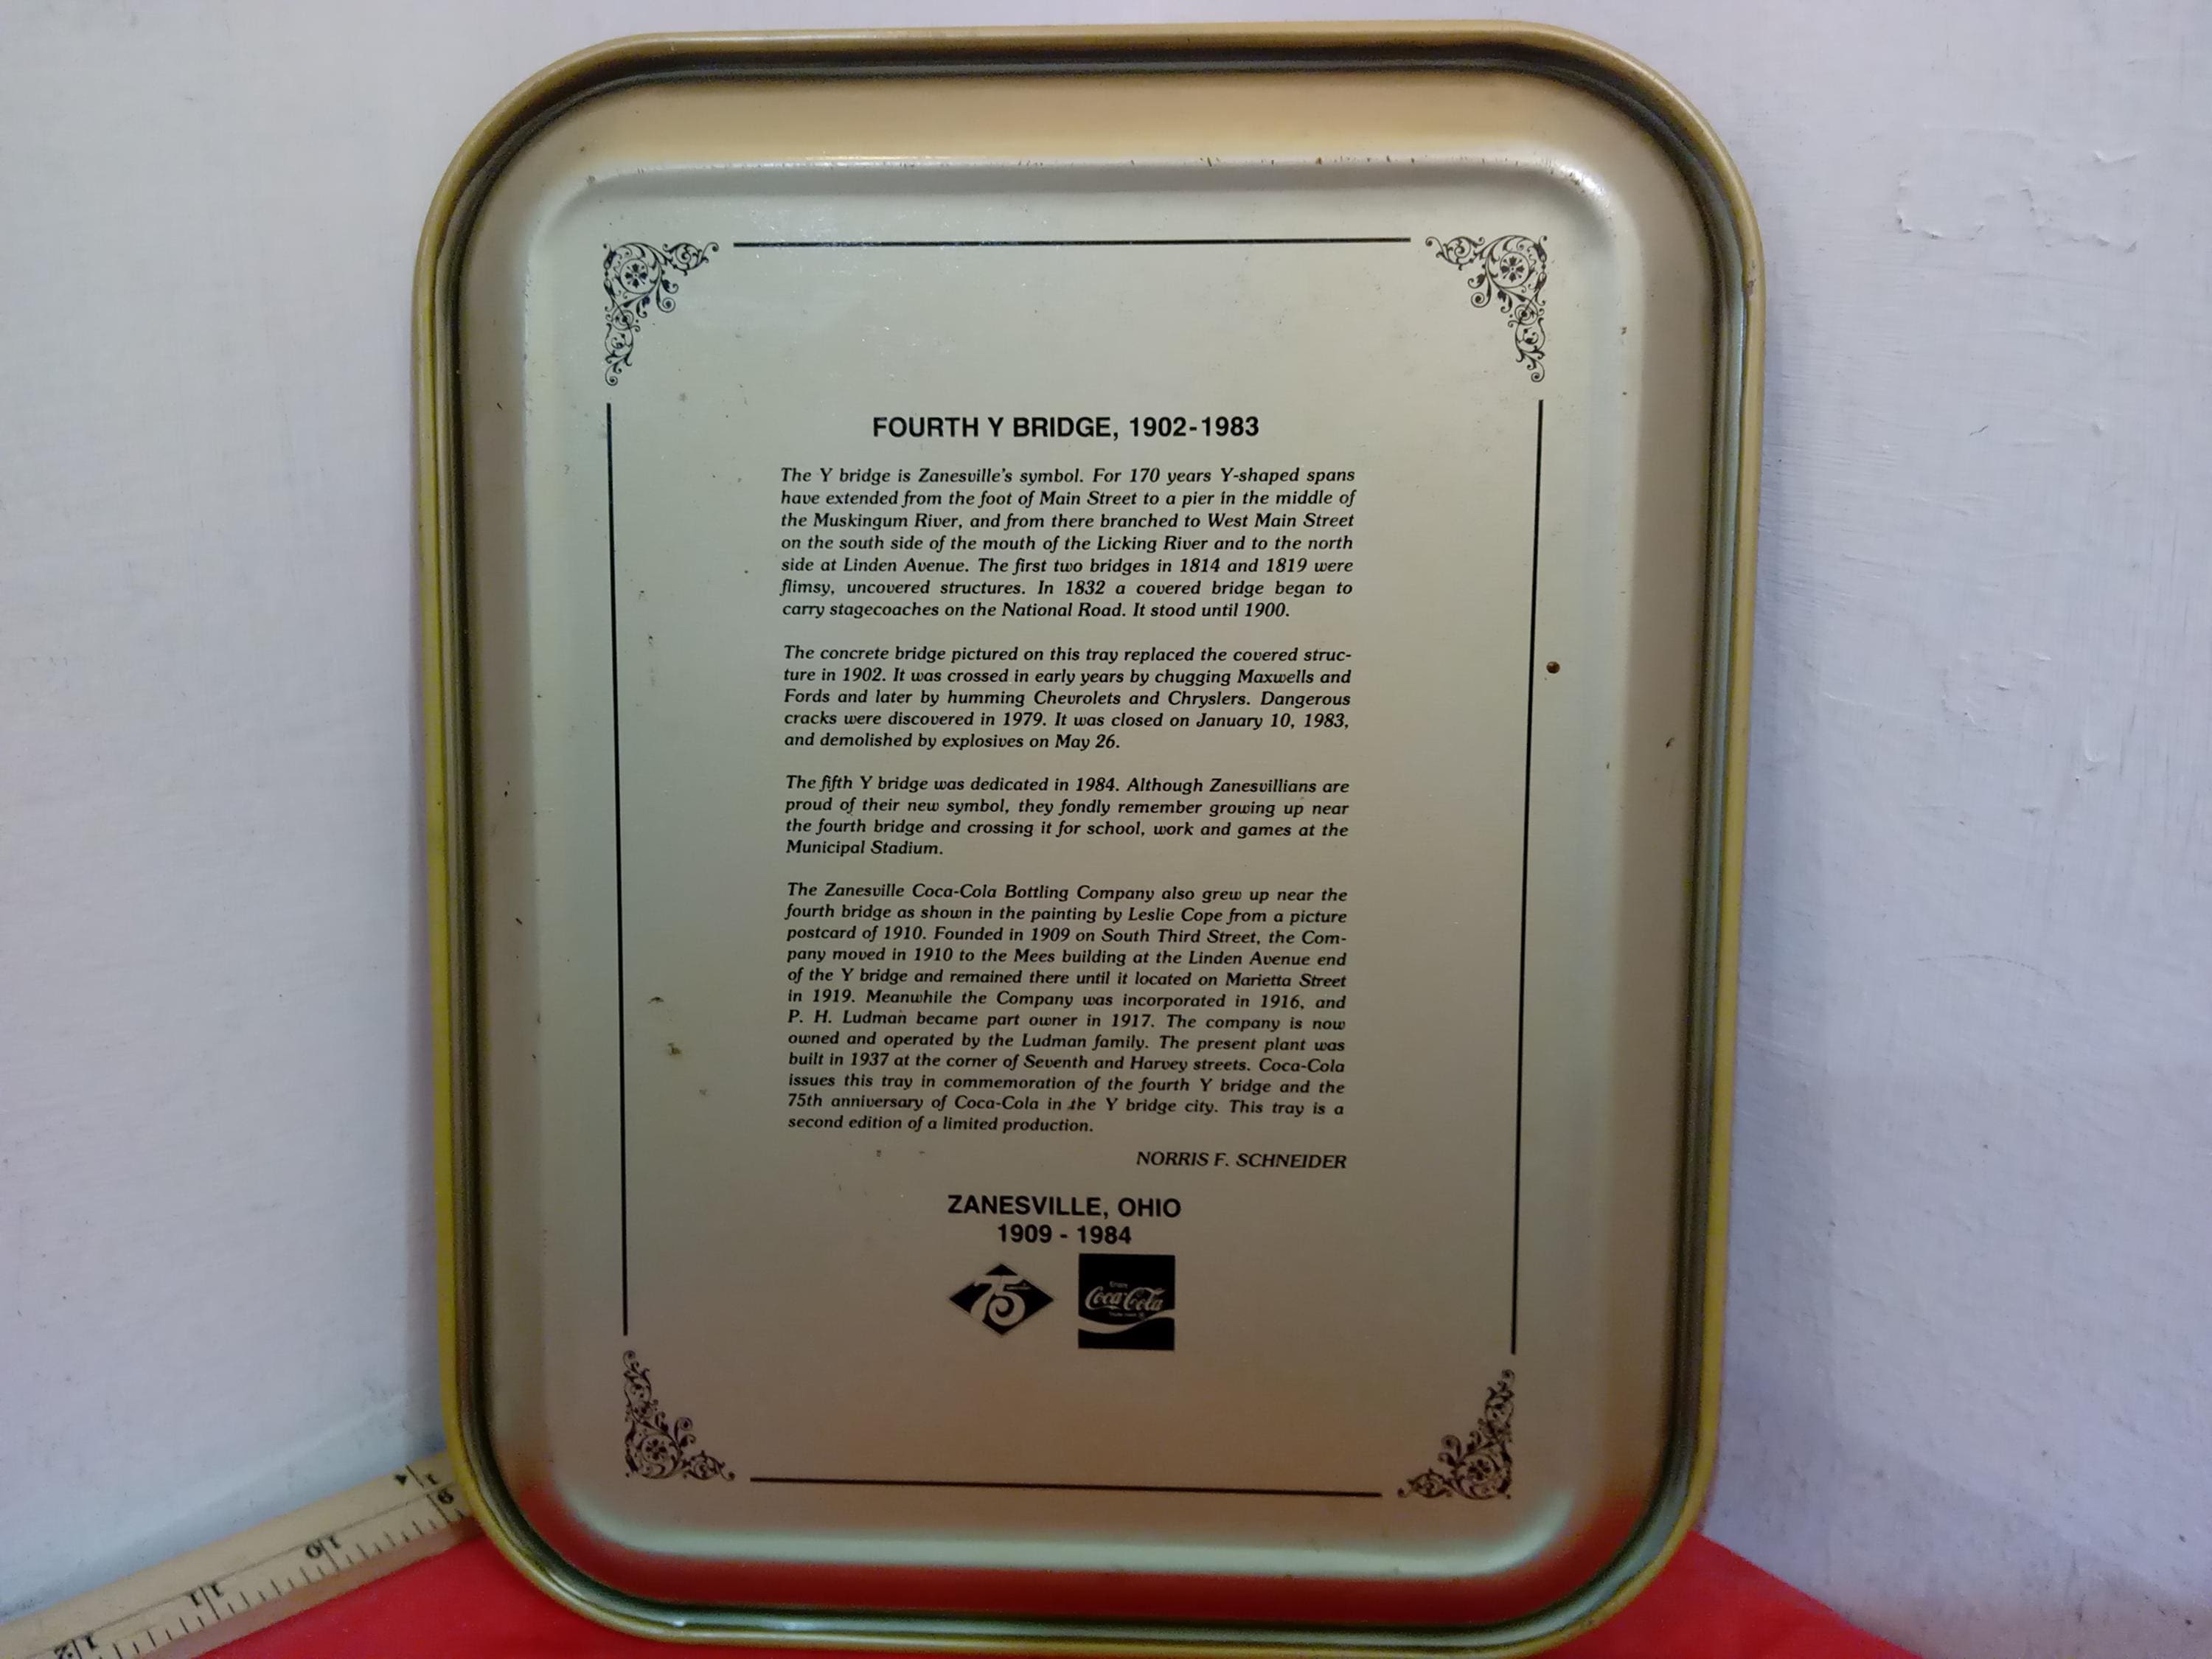 FOURTH Y BRIDGE, 1902-1983
The Y bridge is Zanesville's symbol. For 170 years Y-shaped spans
have extended from the foot of Main Street to a pier in the middle of
the Muskingum River, and from there branched to West Main Street
on the south side of the mouth of the Licking River and to the north
side at Linden Avenue. The first two bridges in 1814 and 1819 were
flimsy, uncovered structures. In 1832 a covered bridge began to
carry stagecoaches on the National Road. It stood until 1900.
The concrete bridge pictured on this tray replaced the covered struc-
ture in 1902. It was crossed in early years by chugging Maxwells and
Fords and later by humming Chevrolets and Chryslers. Dangerous
cracks were discovered in 1979. It was closed on January 10, 1983,
and demolished by explosives on May 26.
The fifth Y bridge was dedicated in 1984. Although Zanesvillians are
proud of their new symbol, they fondly remember growing up near
the fourth bridge and crossing it for school, work and games at the
Municipal Stadium.
The Zanesville Coca-Cola Bottling Company also grew up near the
fourth bridge as shown in the painting by Leslie Cope from a picture
postcard of 1910. Founded in 1909 on South Third Street, the Com-
pany moved in 1910 to the Mees building at the Linden Avenue end
of the Y bridge and remained there until it located on Marietta Street
in 1919. Meanwhile the Company was incorporated in 1916, and
P. H. Ludman became part owner in 1917. The company is now
owned and operated by the Ludman family. The present plant was
built in 1937 at the corner of Seventh and Harvey streets. Coca-Cola
issues this tray in commemoration of the fourth Y bridge and the
75th anniversary of Coca-Cola in the Y bridge city. This tray is a
second edition of a limited production.
NORRIS F. SCHNEIDER
ZANESVILLE, OHIO
1909 - 1984
75
Enjoy
Coca-Cola
9
10
11
12